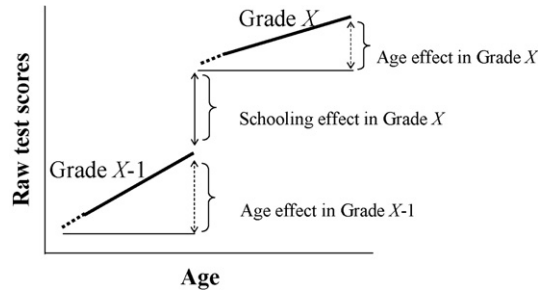 Grade X
Age effect in Grade X
Schooling effect in Grade X
Grade X-1
Age effect in Grade X-1
Raw test scores
Age